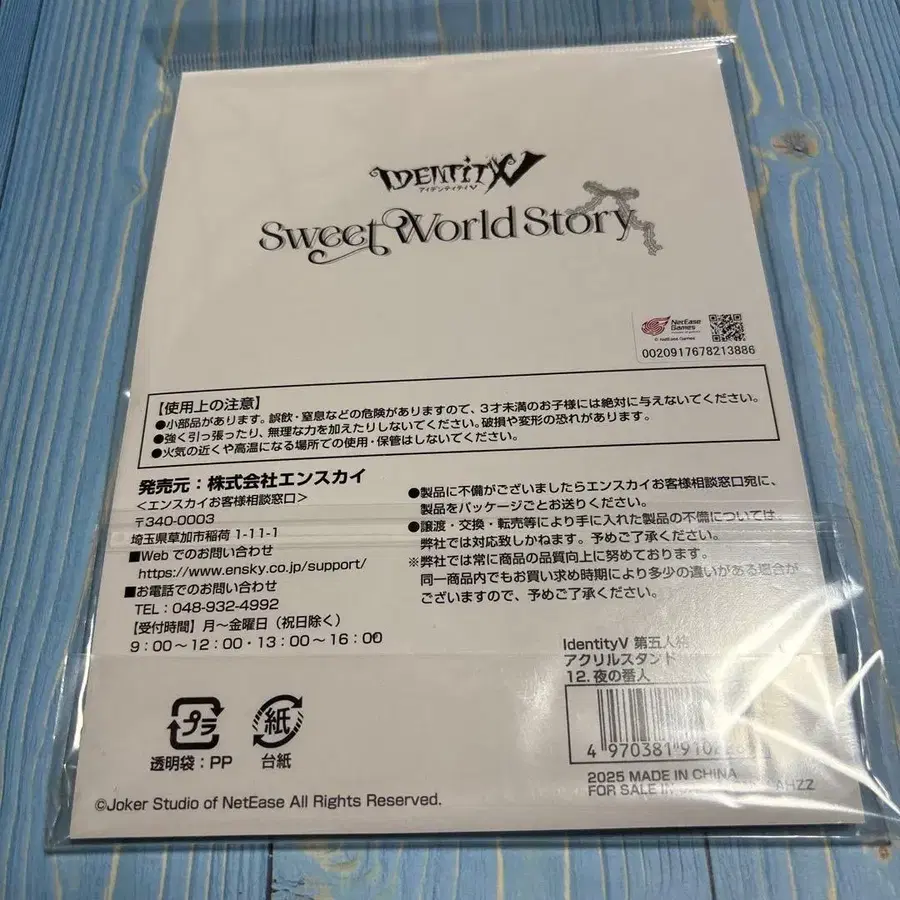 IDENTITY V
アイデンティティV
Sweet World Story
NetEase
Games
© NetEase Games
0020917678213886
【使用上の注意】
●小部品があります。誤飲・窒息などの危険がありますので、3才未満のお子様には絶対に与えないでください。
●強く引っ張ったり、無理な力を加えたりしないでください。破損や変形の恐れがあります。
●火気の近くや高温になる場所での使用・保管はしないでください。
発売元:株式会社エンスカイ
<エンスカイお客様相談窓口>
〒340-0003
埼玉県草加市稲荷 1-11-1
■Web でのお問い合わせ
https://www.ensky.co.jp/support/
■お電話でのお問い合わせ
TEL:048-932-4992
【受付時間】月~金曜日(祝日除く)
9:00~12:00・13:00~16:00
●製品に不備がございましたらエンスカイお客様相談窓口宛に、
製品をパッケージごとお送りください。
●譲渡・交換・転売等により手に入れた製品の不備については、
弊社では対応致しかねます。予めご了承ください。
※弊社では常に商品の品質向上に努めております。
同一商品内でもお買い求め時期により多少の違いがある場合が
ございますので、予めご了承ください。
IdentityV 第五人格
アクリルスタンド
12.夜の番人
4 970381 910
2025 MADE IN CHINA
FOR SALE IN AHZZ
プラ
透明袋:PP
紙
台紙
©Joker Studio of NetEase All Rights Reserved.